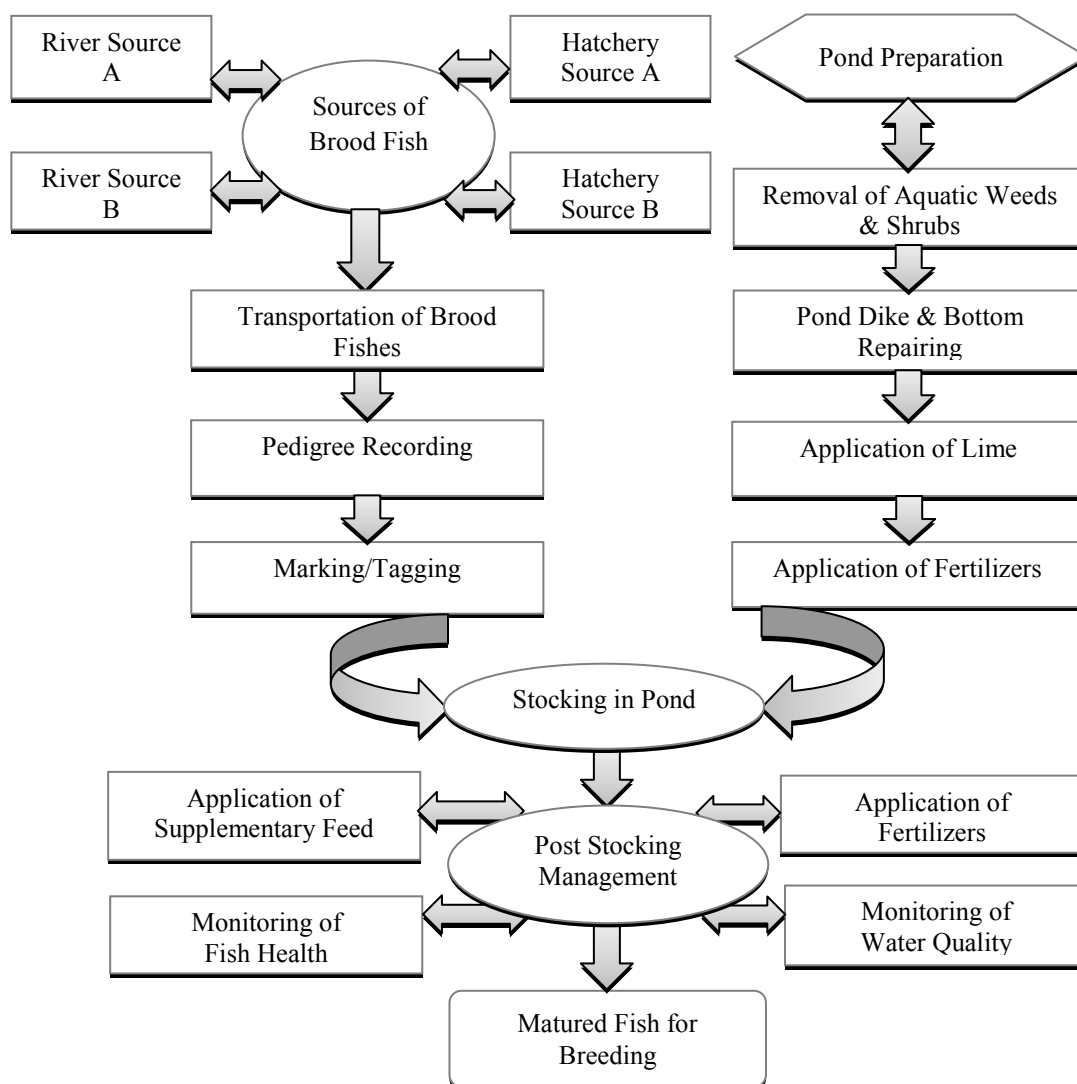 River Source
A
Hatchery
Source A
Pond Preparation
Sources of
Brood Fish
River Source
B
Hatchery
Source B
Removal of Aquatic Weeds
& Shrubs
Transportation of Brood
Fishes
Pond Dike & Bottom
Repairing
Pedigree Recording
Application of Lime
Marking/Tagging
Application of Fertilizers
Stocking in Pond
Application of
Supplementary Feed
Application of
Fertilizers
Post Stocking
Management
Monitoring of
Fish Health
Monitoring of
Water Quality
Matured Fish for
Breeding